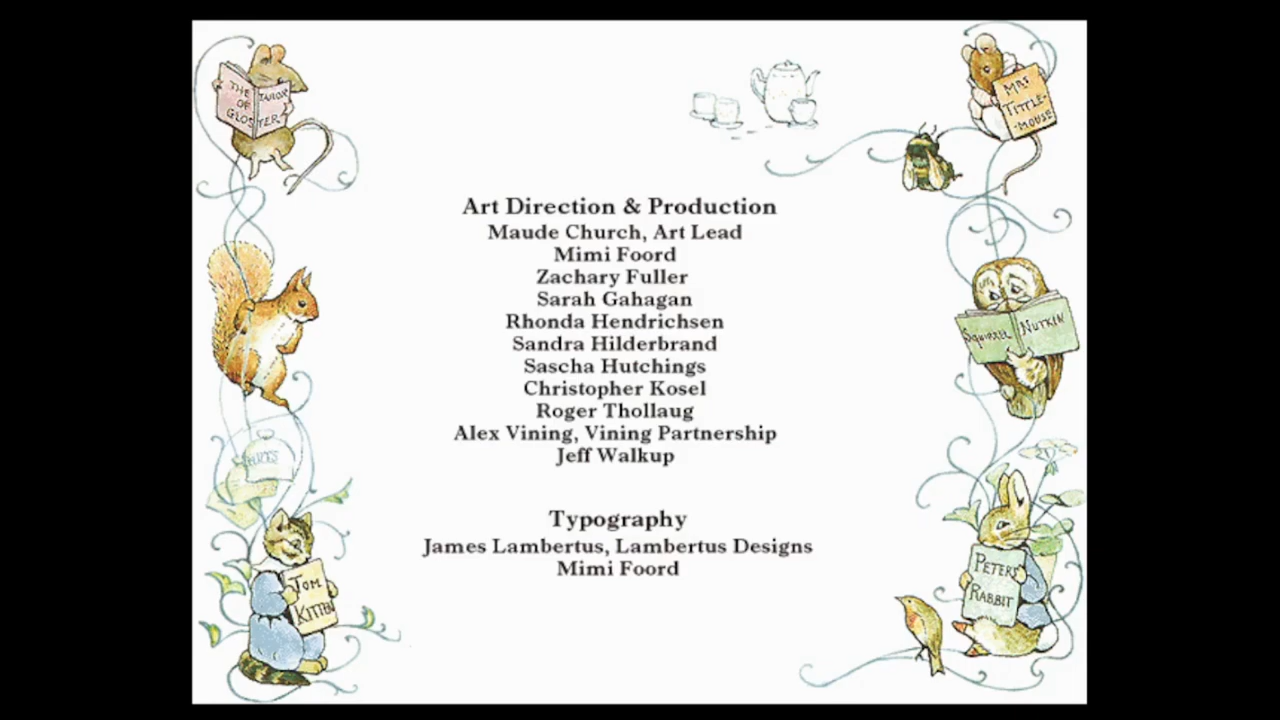 THE TAILOR
OF
GLOSTER
MRS
TITTLE-
-MOUSE
Art Direction & Production
Maude Church, Art Lead
Mimi Foord
Zachary Fuller
Sarah Gahagan
Rhonda Hendrichsen
Sandra Hilderbrand
Sascha Hutchings
Christopher Kosel
Roger Thollaug
Alex Vining, Vining Partnership
Jeff Walkup
SQUIRREL NUTKIN
Typography
James Lambertus, Lambertus Designs
Mimi Foord
TOM
KITTEN
PETER
RABBIT